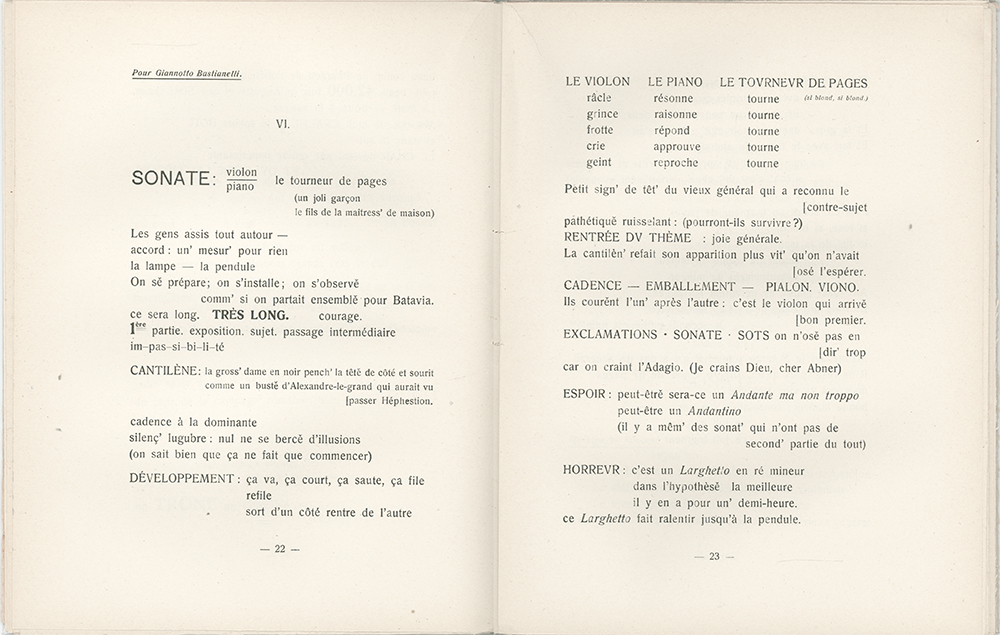 Pour Giannotto Bastianelli.
VI.
SONATE: violon
piano le tourneur de pages
(un joli garçon
le fils de la maitress' de maison)
Les gens assis tout autour —
accord : un' mesur' pour rien
la lampe — la pendule
On sĕ prépare; on s'installe; on s'observĕ
comm' si on partait ensemblĕ pour Batavia.
ce sera long. TRÈS LONG. courage.
1ère partie. exposition. sujet. passage intermédiaire
im-pas-si-bi-li-té
CANTILÈNE: la gross' dame en noir pench' la têtĕ de côté et sourit
comme un bustĕ d'Alexandre-le-grand qui aurait vu
|passer Héphestion.
cadence à la dominante
silenç' lugubre : nul ne se bercĕ d'illusions
(on sait bien que ça ne fait que commencer)
DÉVELOPPEMENT : ça va, ça court, ça saute, ça file
refile
sort d'un côté rentre de l'autre
— 22 —
LE VIOLON LE PIANO LE TOVRNEVR DE PAGES
râcle résonne tourne (si blond, si blond.)
grince raisonne tourne
frotte répond tourne
crie approuve tourne
geint reproche tourne
Petit sign' de têt' du vieux général qui a reconnu le
|contre-sujet
pathétiquĕ ruisselant : (pourront-ils survivre?)
RENTRÉE DV THÈME : joie générale.
La cantilèn' refait son apparition plus vit' qu'on n'avait
|osé l'espérer.
CADENCE — EMBALLEMENT — PIALON. VIONO.
Ils courĕnt l'un' après l'autre : c'est le violon qui arrivĕ
|bon premier.
EXCLAMATIONS · SONATE · SOTS on n'osĕ pas en
|dir' trop
car on craint l'Adagio. (Je crains Dieu, cher Abner)
ESPOIR : peut-êtrĕ sera-ce un Andante ma non troppo
peut-être un Andantino
(il y a mêm' des sonat' qui n'ont pas de
second' partie du tout)
HORREVR : c'est un Larghetto en ré mineur
dans l'hypothèsĕ la meilleure
il y en a pour un' demi-heure.
ce Larghetto fait ralentir jusqu'à la pendule.
— 23 —